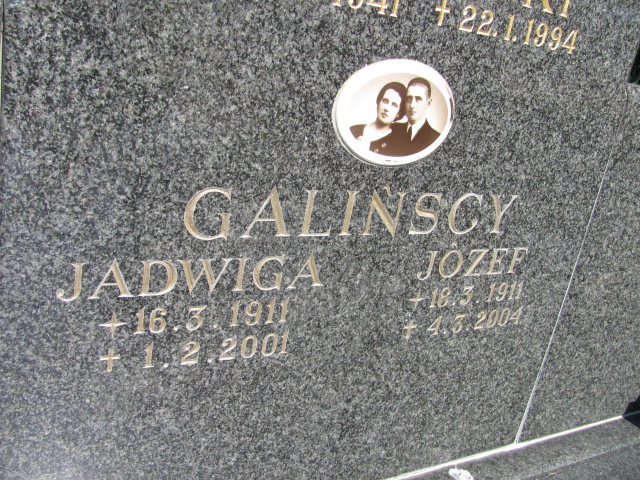 1941 + 22.1.1994
GALIŃSCY
JADWIGA
+ 16.3.1911
+ 1.2.2001
JÓZEF
+ 18.3.1911
+ 4.3.2004